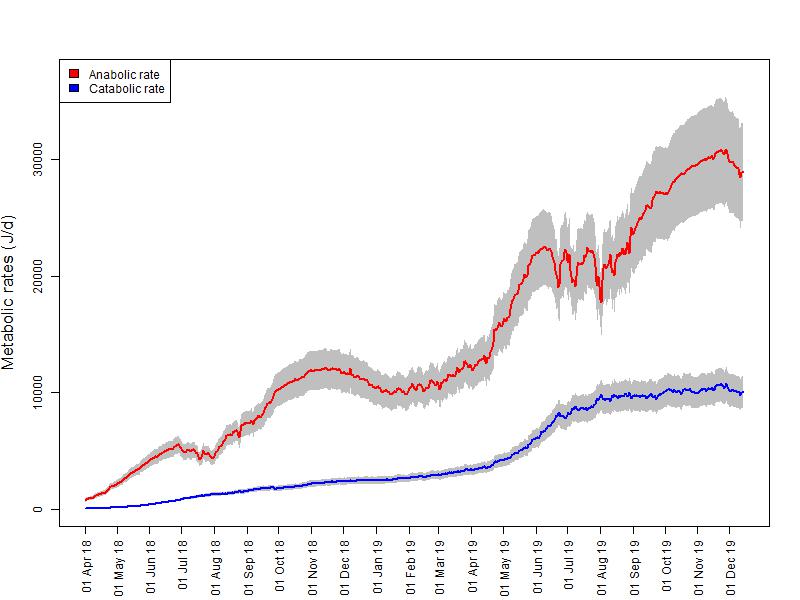 Anabolic rate
Catabolic rate
Metabolic rates (J/d)
30000
20000
10000
0
01 Apr 18
01 May 18
01 Jun 18
01 Jul 18
01 Aug 18
01 Sep 18
01 Oct 18
01 Nov 18
01 Dec 18
01 Jan 19
01 Feb 19
01 Mar 19
01 Apr 19
01 May 19
01 Jun 19
01 Jul 19
01 Aug 19
01 Sep 19
01 Oct 19
01 Nov 19
01 Dec 19